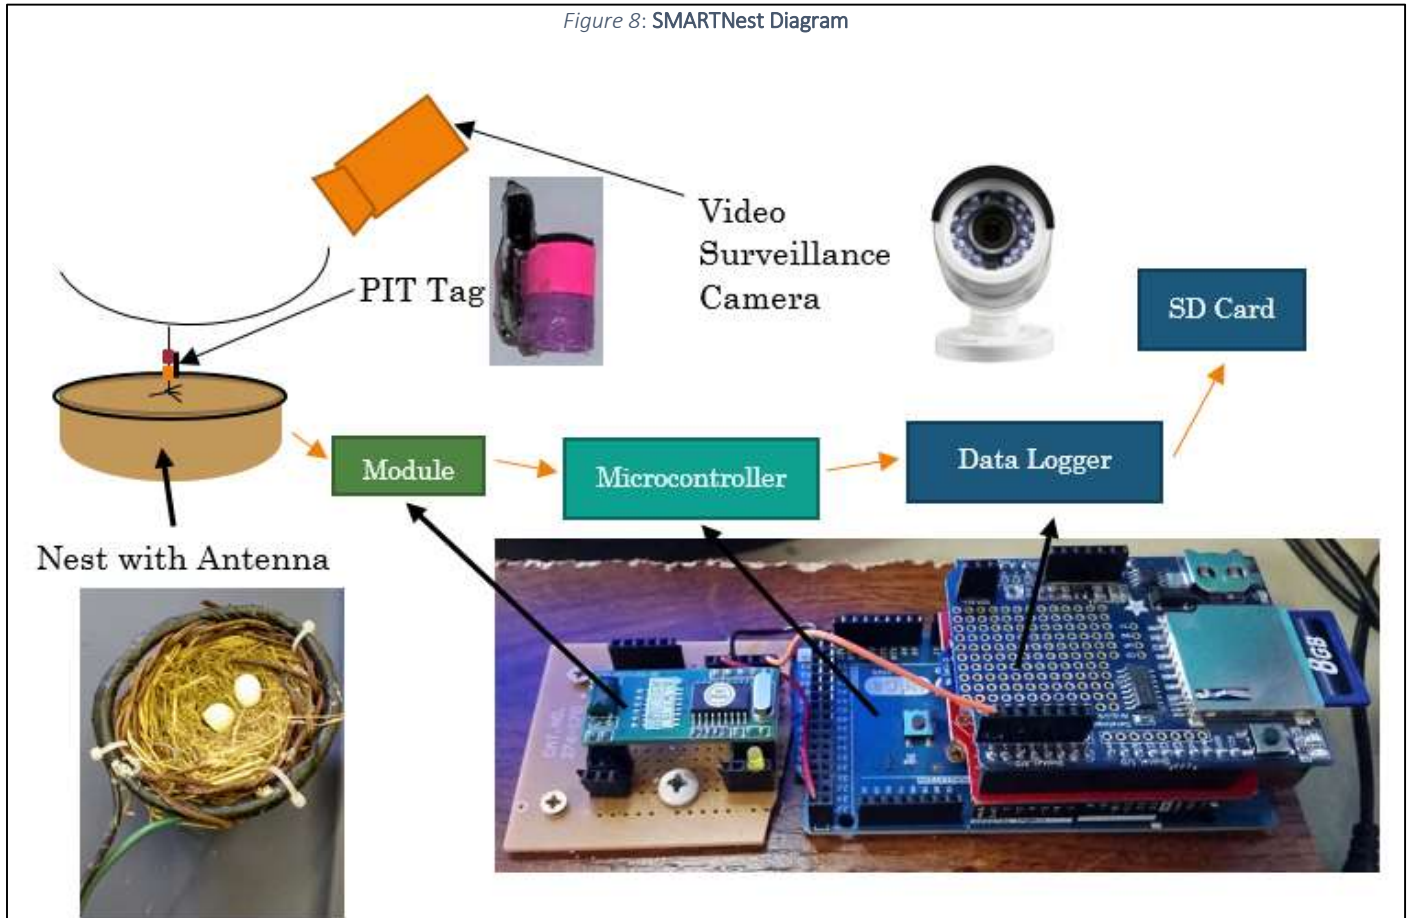 Figure 8: SMARTNest Diagram
Video
Surveillance
Camera
PIT Tag
SD Card
Module
Microcontroller
Data Logger
Nest with Antenna
8GB